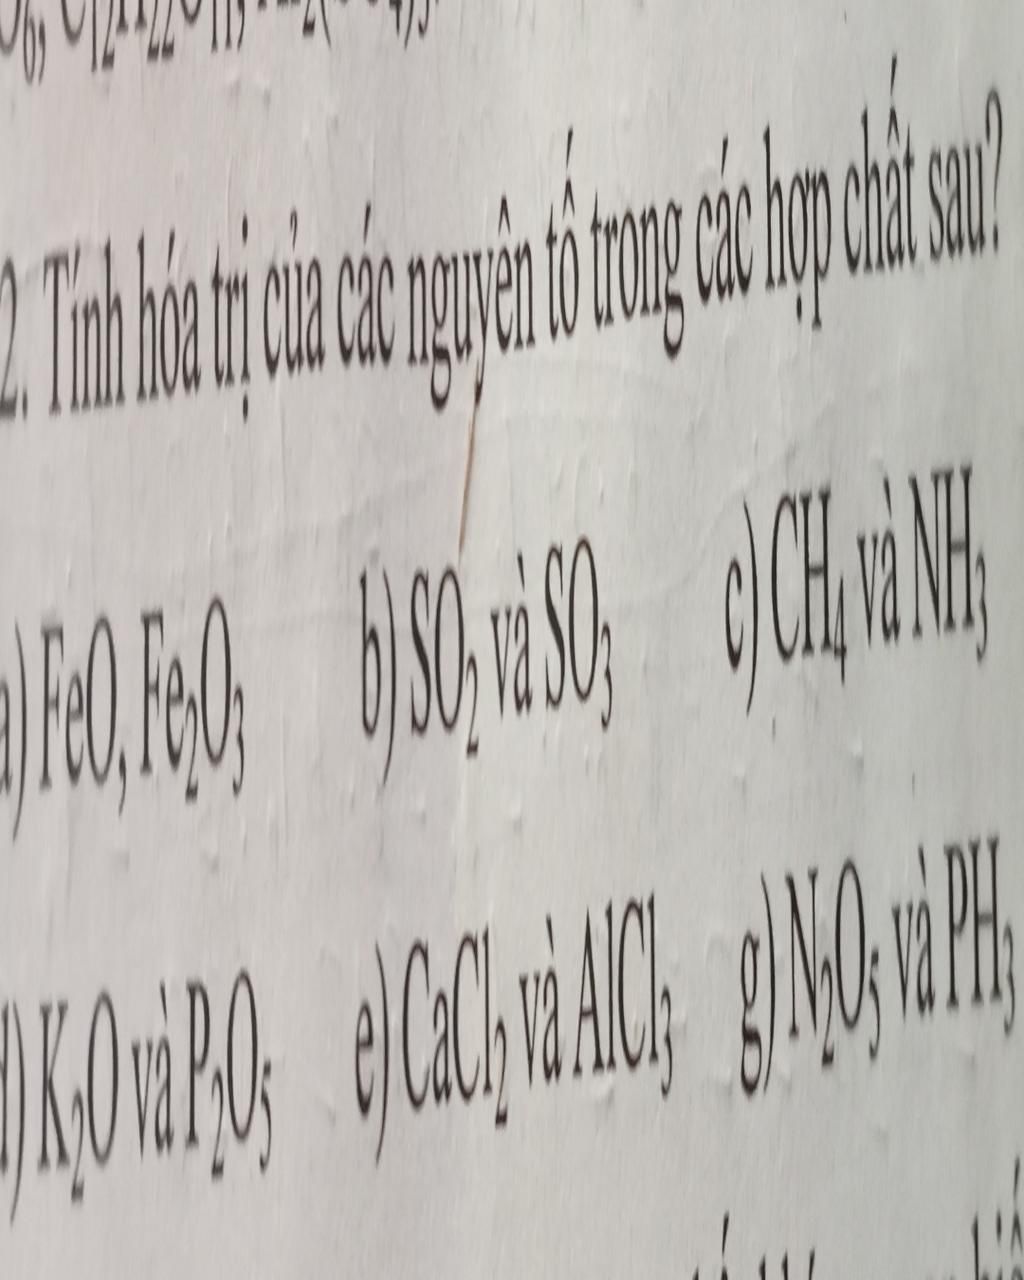 2. Tính hóa trị của các nguyên tố trong các hợp chất sau?
a) FeO, Fe₂O₃ b) SO₂ và SO₃ c) CH₄ và NH₃
d) K₂O và P₂O₅ e) CaCl₂ và AlCl₃ g) N₂O₅ và PH₃